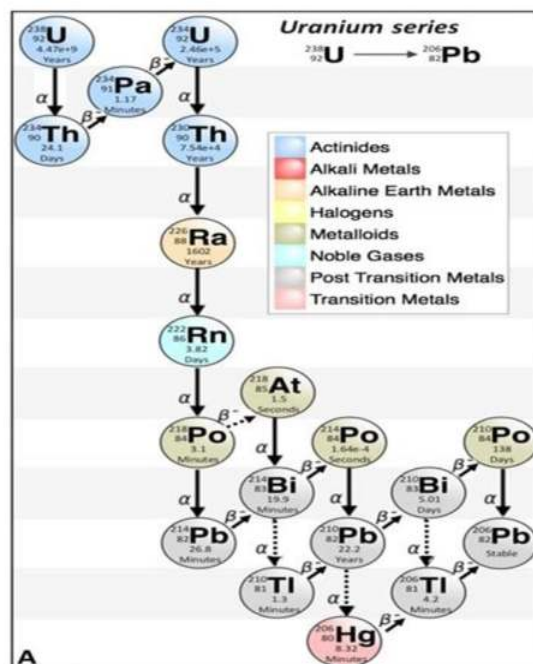 Uranium series
238 92 U → 206 82 Pb
238 92 U 4.47e+9 Years
234 92 U 2.46e+5 Years
β⁻
β⁻
234 91 Pa 1.17 Minutes
α
α
234 90 Th 24.1 Days
230 90 Th 7.54e+4 Years
Actinides
Alkali Metals
Alkaline Earth Metals
Halogens
Metalloids
Noble Gases
Post Transition Metals
Transition Metals
α
226 88 Ra 1602 Years
α
222 86 Rn 3.82 Days
α
218 85 At 1.5 Seconds
β⁻
218 84 Po 3.1 Minutes
α
214 84 Po 1.64e-4 Seconds
210 84 Po 138 Days
β⁻
β⁻
α
214 83 Bi 19.9 Minutes
α
210 83 Bi 5.01 Days
α
β⁻
β⁻
214 82 Pb 26.8 Minutes
α
210 82 Pb 22.2 Years
α
206 82 Pb Stable
β⁻
β⁻
210 81 Tl 1.3 Minutes
α
206 81 Tl 4.2 Minutes
β⁻
206 80 Hg 8.32 Minutes
A